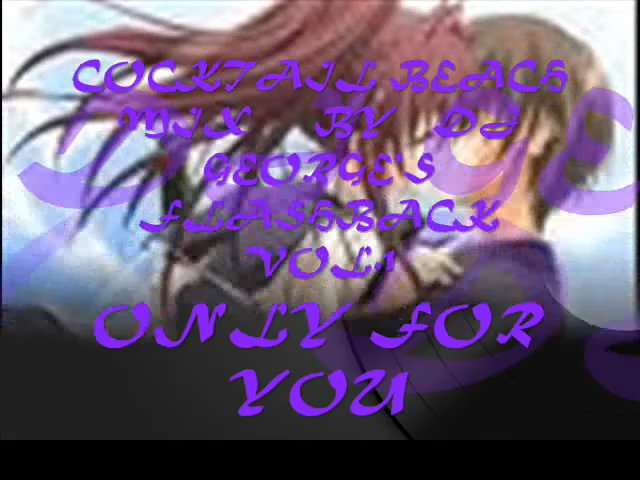 COCKTAIL BEACH
MIX BY DJ
GEORGE'S
FLASHBACK
VOL.1
ONLY FOR
YOU